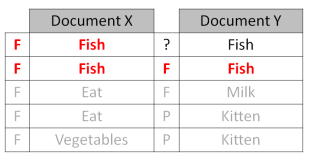 Document X Document Y
F Fish ? Fish
F Fish F Fish
F Eat F Milk
F Eat P Kitten
F Vegetables P Kitten